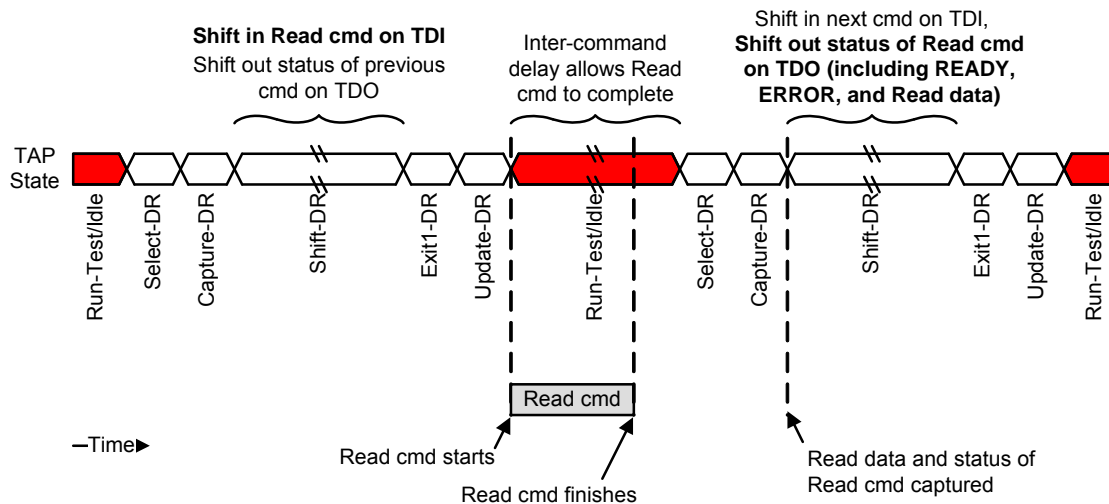 Shift in Read cmd on TDI
Shift out status of previous
cmd on TDO
Inter-command
delay allows Read
cmd to complete
Shift in next cmd on TDI,
Shift out status of Read cmd
on TDO (including READY,
ERROR, and Read data)
TAP
State
Run-Test/Idle
Select-DR
Capture-DR
Shift-DR
Exit1-DR
Update-DR
Run-Test/Idle
Select-DR
Capture-DR
Shift-DR
Exit1-DR
Update-DR
Run-Test/Idle
Read cmd
Time
Read cmd starts
Read cmd finishes
Read data and status of
Read cmd captured